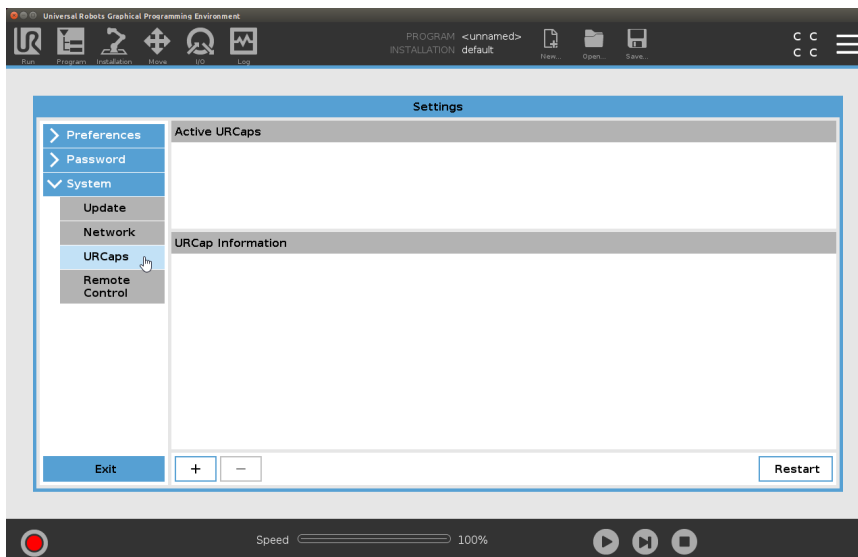 Universal Robots Graphical Programming Environment
UR
PROGRAM <unnamed>
INSTALLATION default
C C
C C
Run Program Installation Move I/O Log New... Open... Save...
Settings
Preferences
Password
System
Update
Network
URCaps
Remote
Control
Exit
Active URCaps
URCap Information
+ −
Restart
Speed 100%